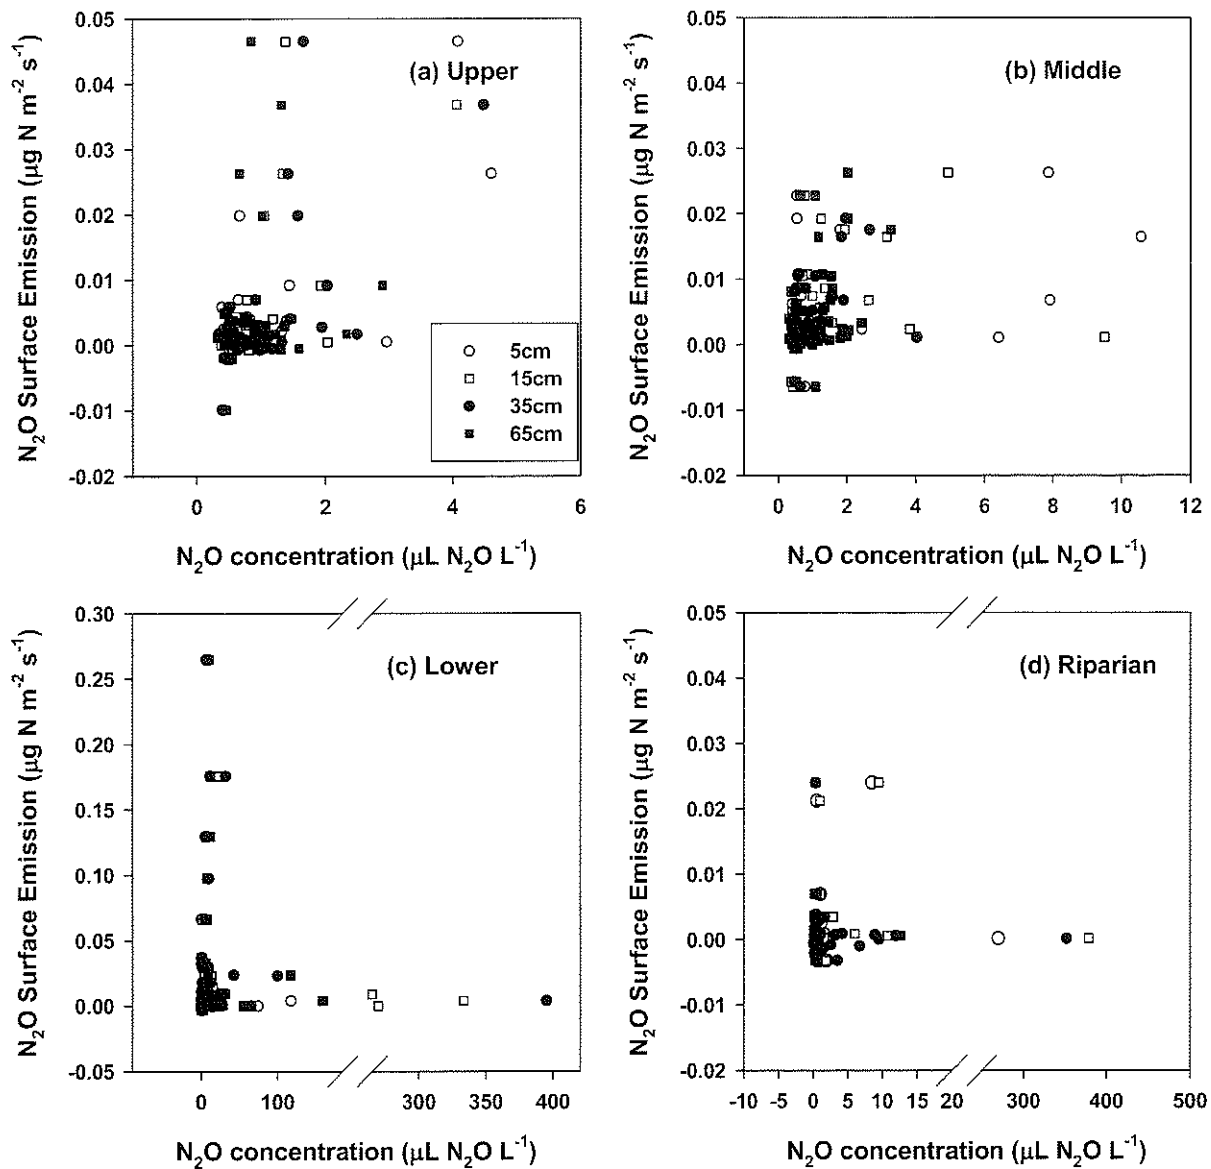 0.05
0.04
0.03
0.02
0.01
0.00
-0.01
-0.02
N2O Surface Emission (μg N m-2 s-1)
(a) Upper
5cm
15cm
35cm
65cm
0 2 4 6
N2O concentration (μL N2O L-1)
0.05
0.04
0.03
0.02
0.01
0.00
-0.01
-0.02
N2O Surface Emission (μg N m-2 s-1)
(b) Middle
0 2 4 6 8 10 12
N2O concentration (μL N2O L-1)
0.30
0.25
0.20
0.15
0.10
0.05
0.00
-0.05
N2O Surface Emission (μg N m-2 s-1)
(c) Lower
0 100 300 350 400
N2O concentration (μL N2O L-1)
0.05
0.04
0.03
0.02
0.01
0.00
-0.01
-0.02
N2O Surface Emission (μg N m-2 s-1)
(d) Riparian
-10 -5 0 5 10 15 20 300 400 500
N2O concentration (μL N2O L-1)